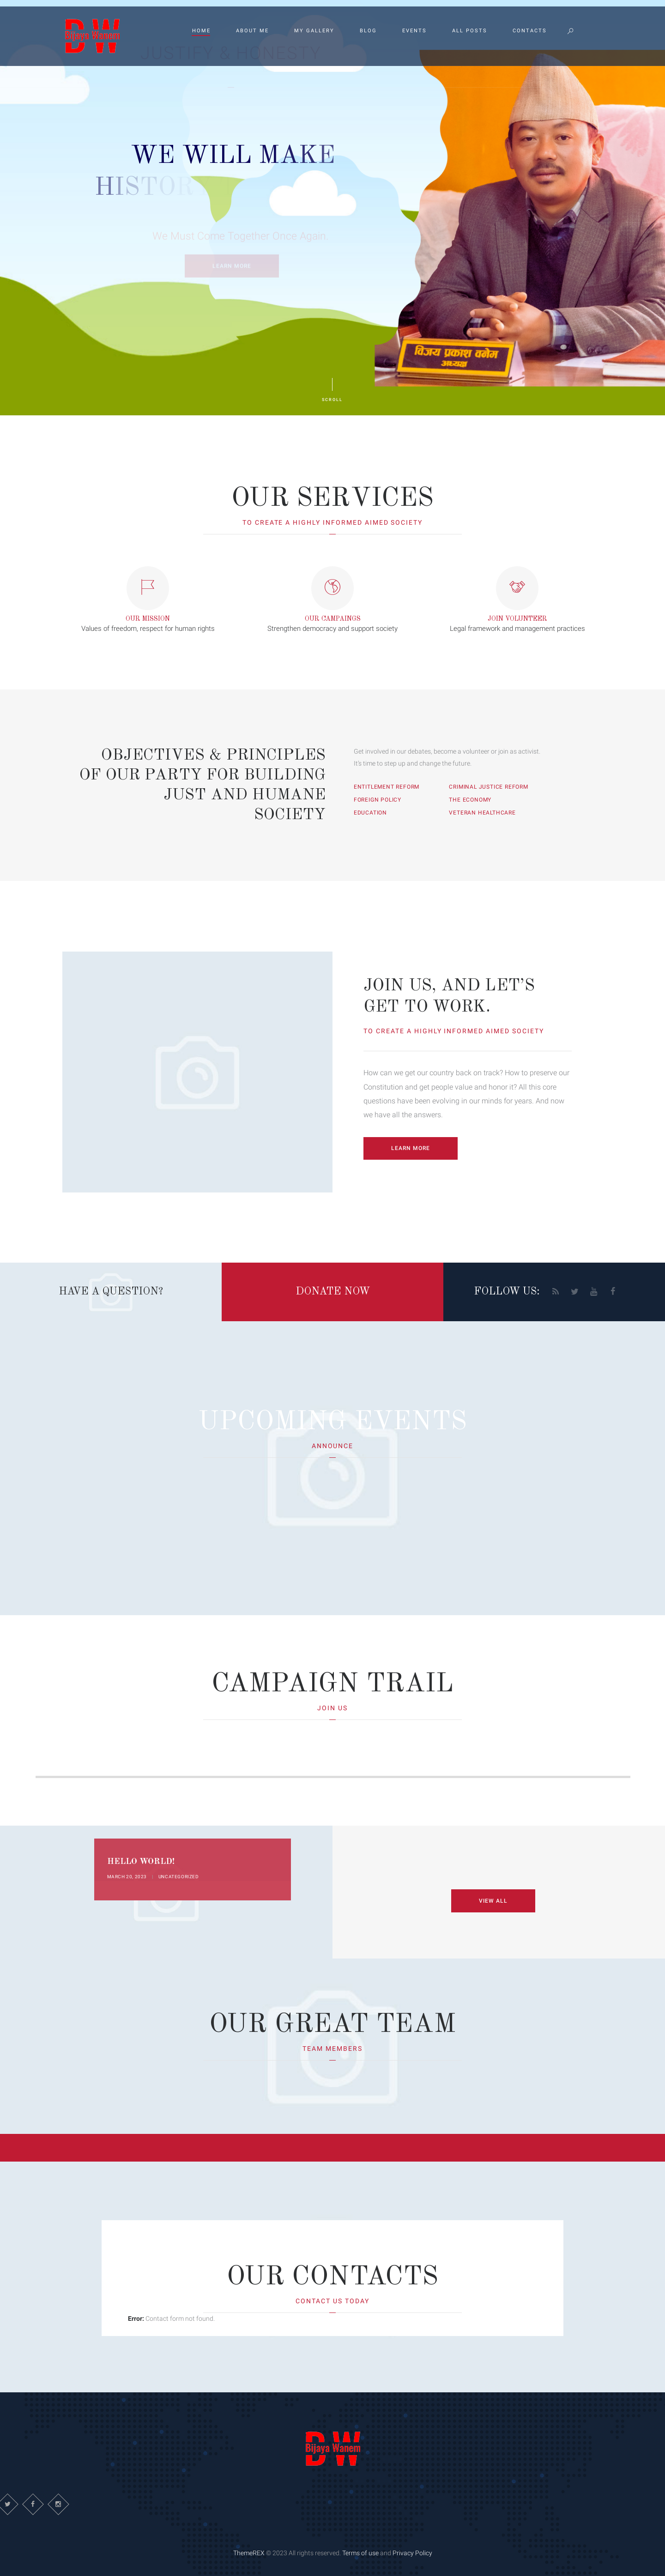 BW
Bijaya Wanem
HOME
ABOUT ME
MY GALLERY
BLOG
EVENTS
ALL POSTS
CONTACTS
JUSTIFY & HONESTY
WE WILL MAKE
HISTOR
We Must Come Together Once Again.
LEARN MORE
विजय प्रकाश वनेम
अध्यक्ष
SCROLL
OUR SERVICES
TO CREATE A HIGHLY INFORMED AIMED SOCIETY
OUR MISSION
Values of freedom, respect for human rights
OUR CAMPAINGS
Strengthen democracy and support society
JOIN VOLUNTEER
Legal framework and management practices
OBJECTIVES & PRINCIPLES
OF OUR PARTY FOR BUILDING
JUST AND HUMANE
SOCIETY
Get involved in our debates, become a volunteer or join as activist.
It's time to step up and change the future.
ENTITLEMENT REFORM
FOREIGN POLICY
EDUCATION
CRIMINAL JUSTICE REFORM
THE ECONOMY
VETERAN HEALTHCARE
JOIN US, AND LET'S
GET TO WORK.
TO CREATE A HIGHLY INFORMED AIMED SOCIETY
How can we get our country back on track? How to preserve our
Constitution and get people value and honor it? All this core
questions have been evolving in our minds for years. And now
we have all the answers.
LEARN MORE
HAVE A QUESTION?
DONATE NOW
FOLLOW US:
UPCOMING EVENTS
ANNOUNCE
CAMPAIGN TRAIL
JOIN US
HELLO WORLD!
MARCH 20, 2023 | UNCATEGORIZED
VIEW ALL
OUR GREAT TEAM
TEAM MEMBERS
OUR CONTACTS
CONTACT US TODAY
Error: Contact form not found.
BW
Bijaya Wanem
ThemeREX © 2023 All rights reserved. Terms of use and Privacy Policy